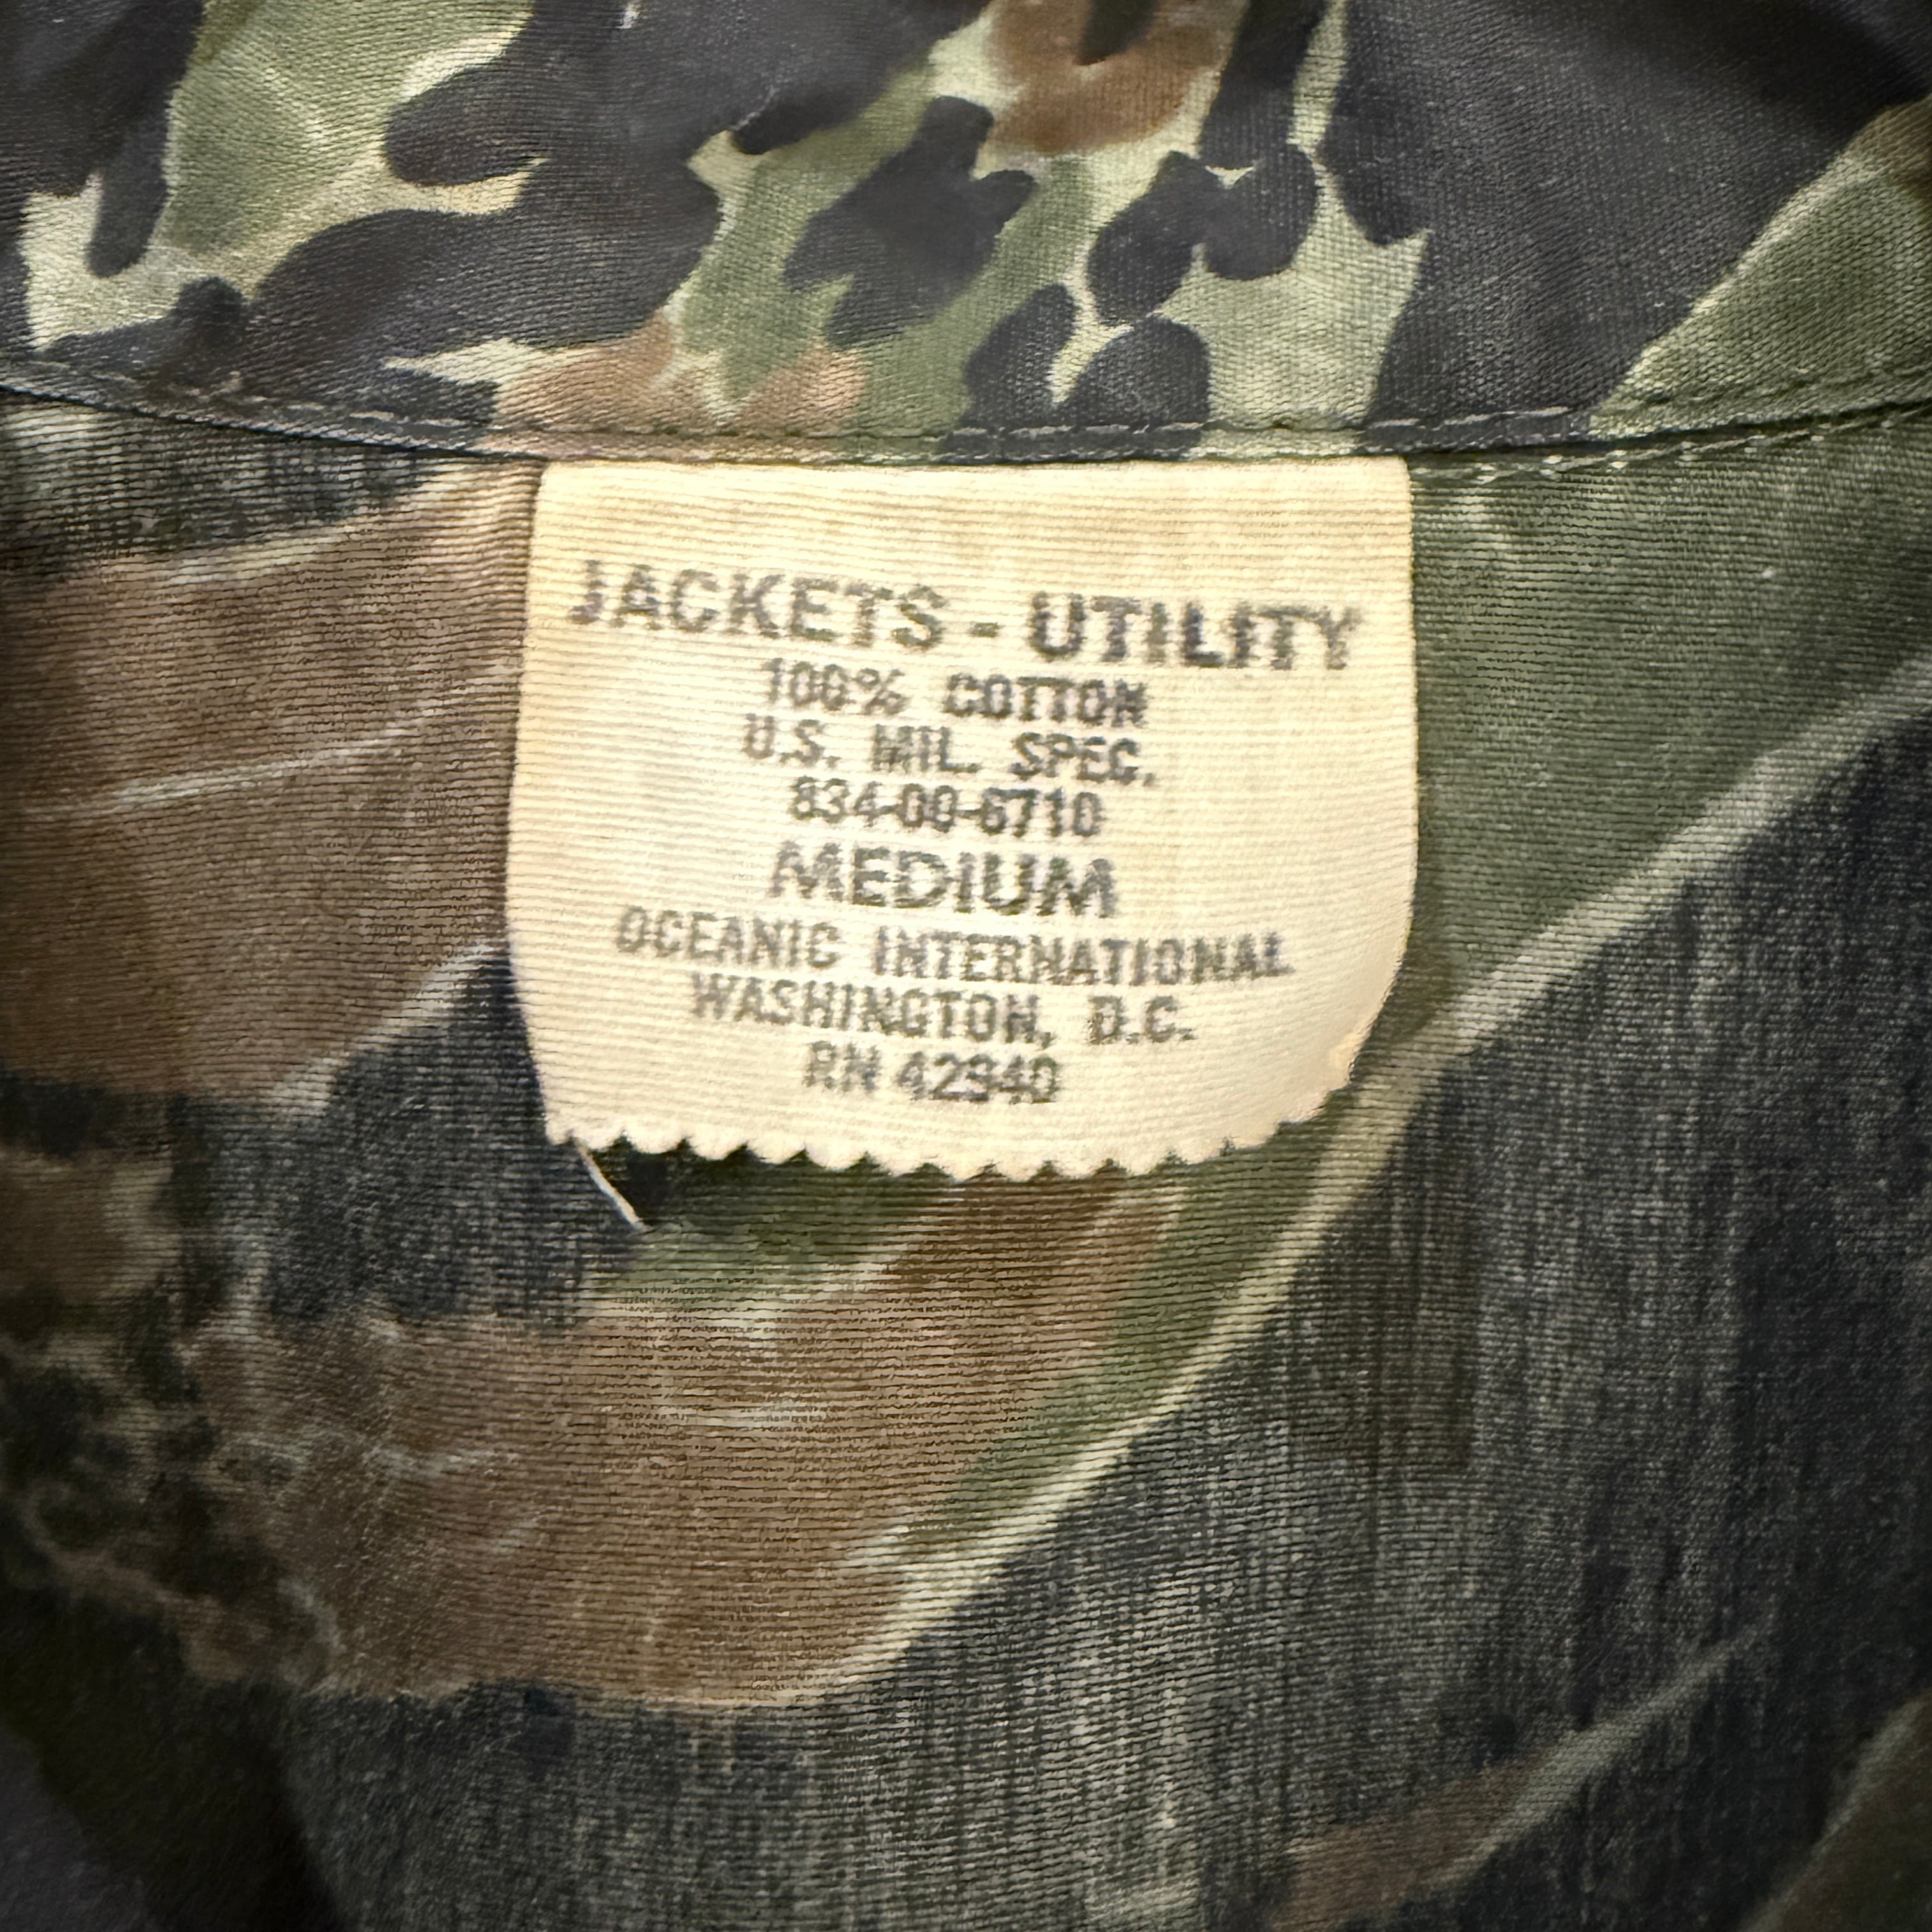 JACKETS - UTILITY
100% COTTON
U.S. MIL. SPEC.
834-00-6710
MEDIUM
OCEANIC INTERNATIONAL
WASHINGTON, D.C.
RN 42940